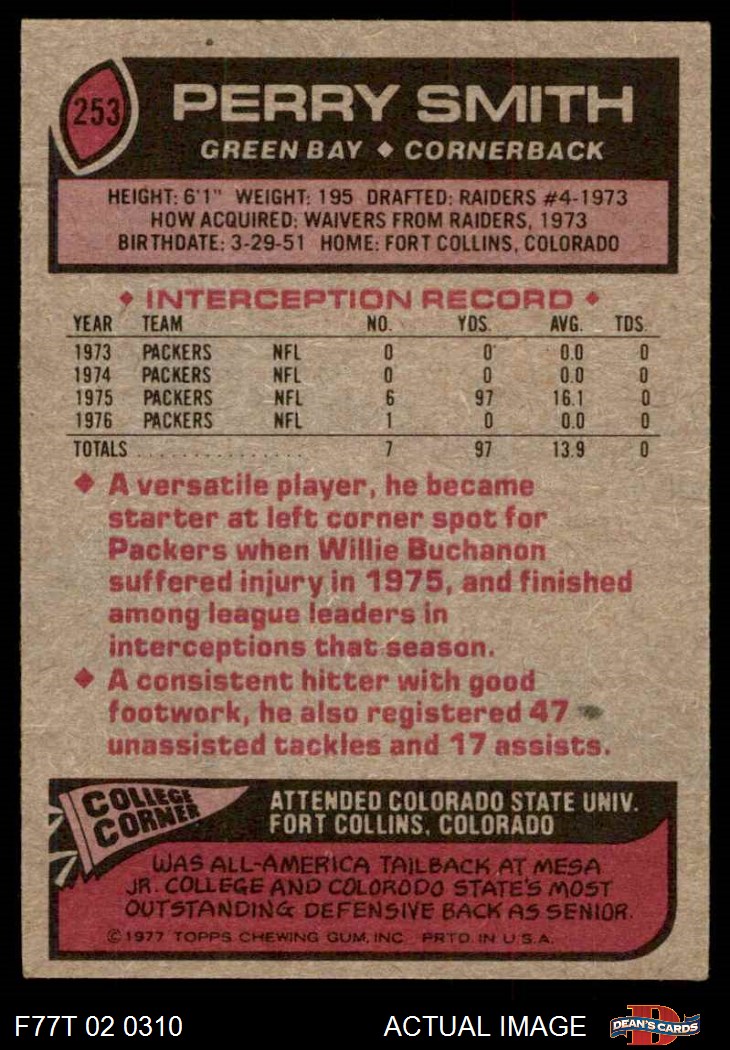 253
PERRY SMITH
GREEN BAY ◆ CORNERBACK
HEIGHT: 6'1" WEIGHT: 195 DRAFTED: RAIDERS #4-1973
HOW ACQUIRED: WAIVERS FROM RAIDERS, 1973
BIRTHDATE: 3-29-51 HOME: FORT COLLINS, COLORADO
◆ INTERCEPTION RECORD ◆
YEAR TEAM NO. YDS. AVG. TDS.
1973 PACKERS NFL 0 0 0.0 0
1974 PACKERS NFL 0 0 0.0 0
1975 PACKERS NFL 6 97 16.1 0
1976 PACKERS NFL 1 0 0.0 0
TOTALS . . . . . . . . . . . . . . . 7 97 13.9 0
◆ A versatile player, he became
starter at left corner spot for
Packers when Willie Buchanon
suffered injury in 1975, and finished
among league leaders in
interceptions that season.
◆ A consistent hitter with good
footwork, he also registered 47
unassisted tackles and 17 assists.
COLLEGE
CORNER
ATTENDED COLORADO STATE UNIV.
FORT COLLINS, COLORADO
WAS ALL-AMERICA TAILBACK AT MESA
JR. COLLEGE AND COLORODO STATE'S MOST
OUTSTANDING DEFENSIVE BACK AS SENIOR.
©1977 TOPPS CHEWING GUM, INC. PRTD. IN U.S.A.
F77T 02 0310 ACTUAL IMAGE
D
DEAN'S CARDS